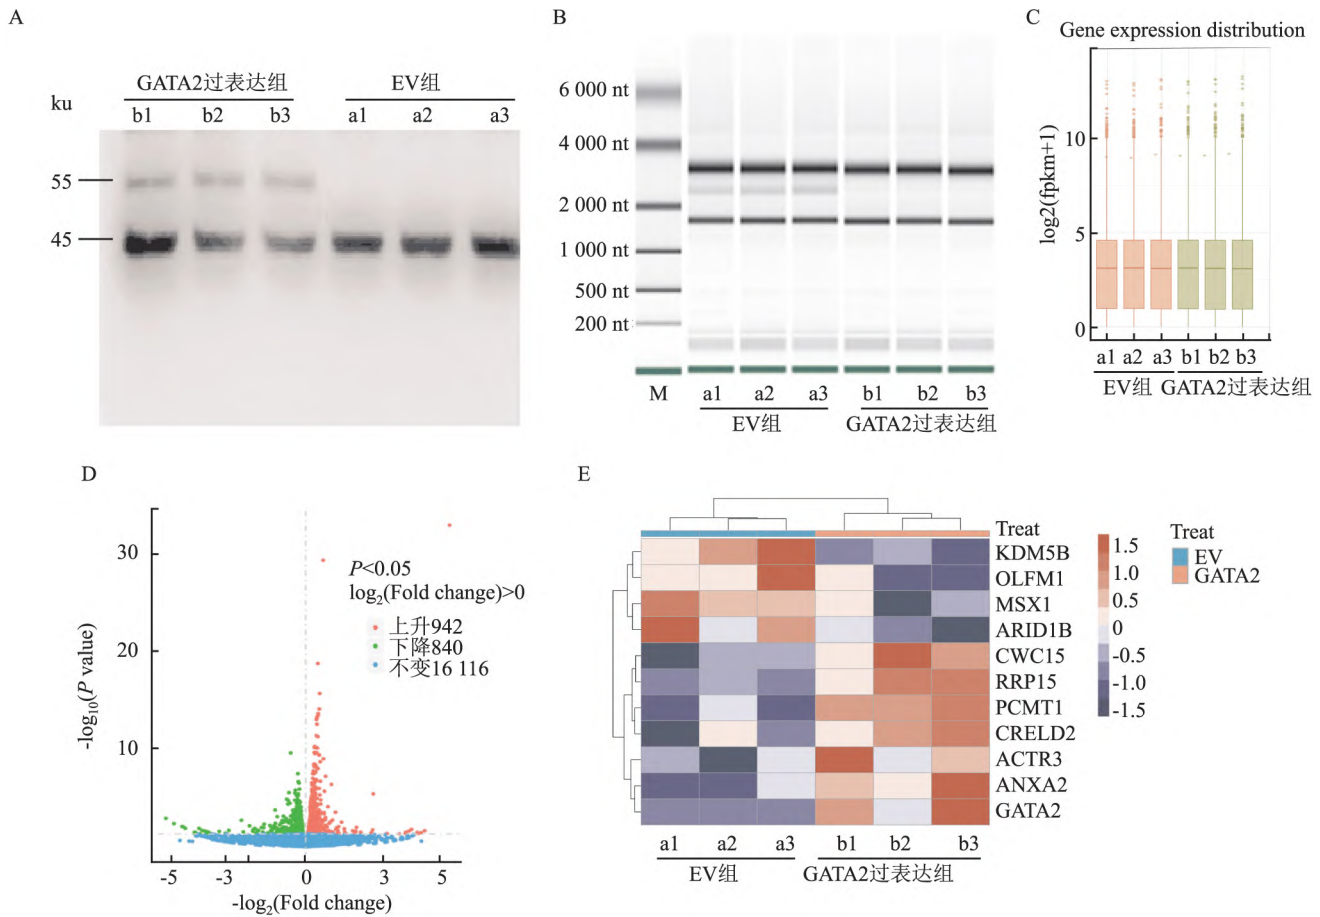 A
GATA2过表达组 EV组
ku b1 b2 b3 a1 a2 a3
55
45
B
6 000 nt
4 000 nt
2 000 nt
1 000 nt
500 nt
200 nt
M a1 a2 a3 b1 b2 b3
EV组 GATA2过表达组
C
Gene expression distribution
log2(fpkm+1)
10
5
0
a1 a2 a3 b1 b2 b3
EV组 GATA2过表达组
D
-log10(P value)
30
20
10
P<0.05
log2(Fold change)>0
上升942
下降840
不变16 116
-5 -3 0 3 5
-log2(Fold change)
E
Treat
KDM5B
OLFM1
MSX1
ARID1B
CWC15
RRP15
PCMT1
CRELD2
ACTR3
ANXA2
GATA2
a1 a2 a3 b1 b2 b3
EV组 GATA2过表达组
1.5
1.0
0.5
0
-0.5
-1.0
-1.5
Treat
EV
GATA2